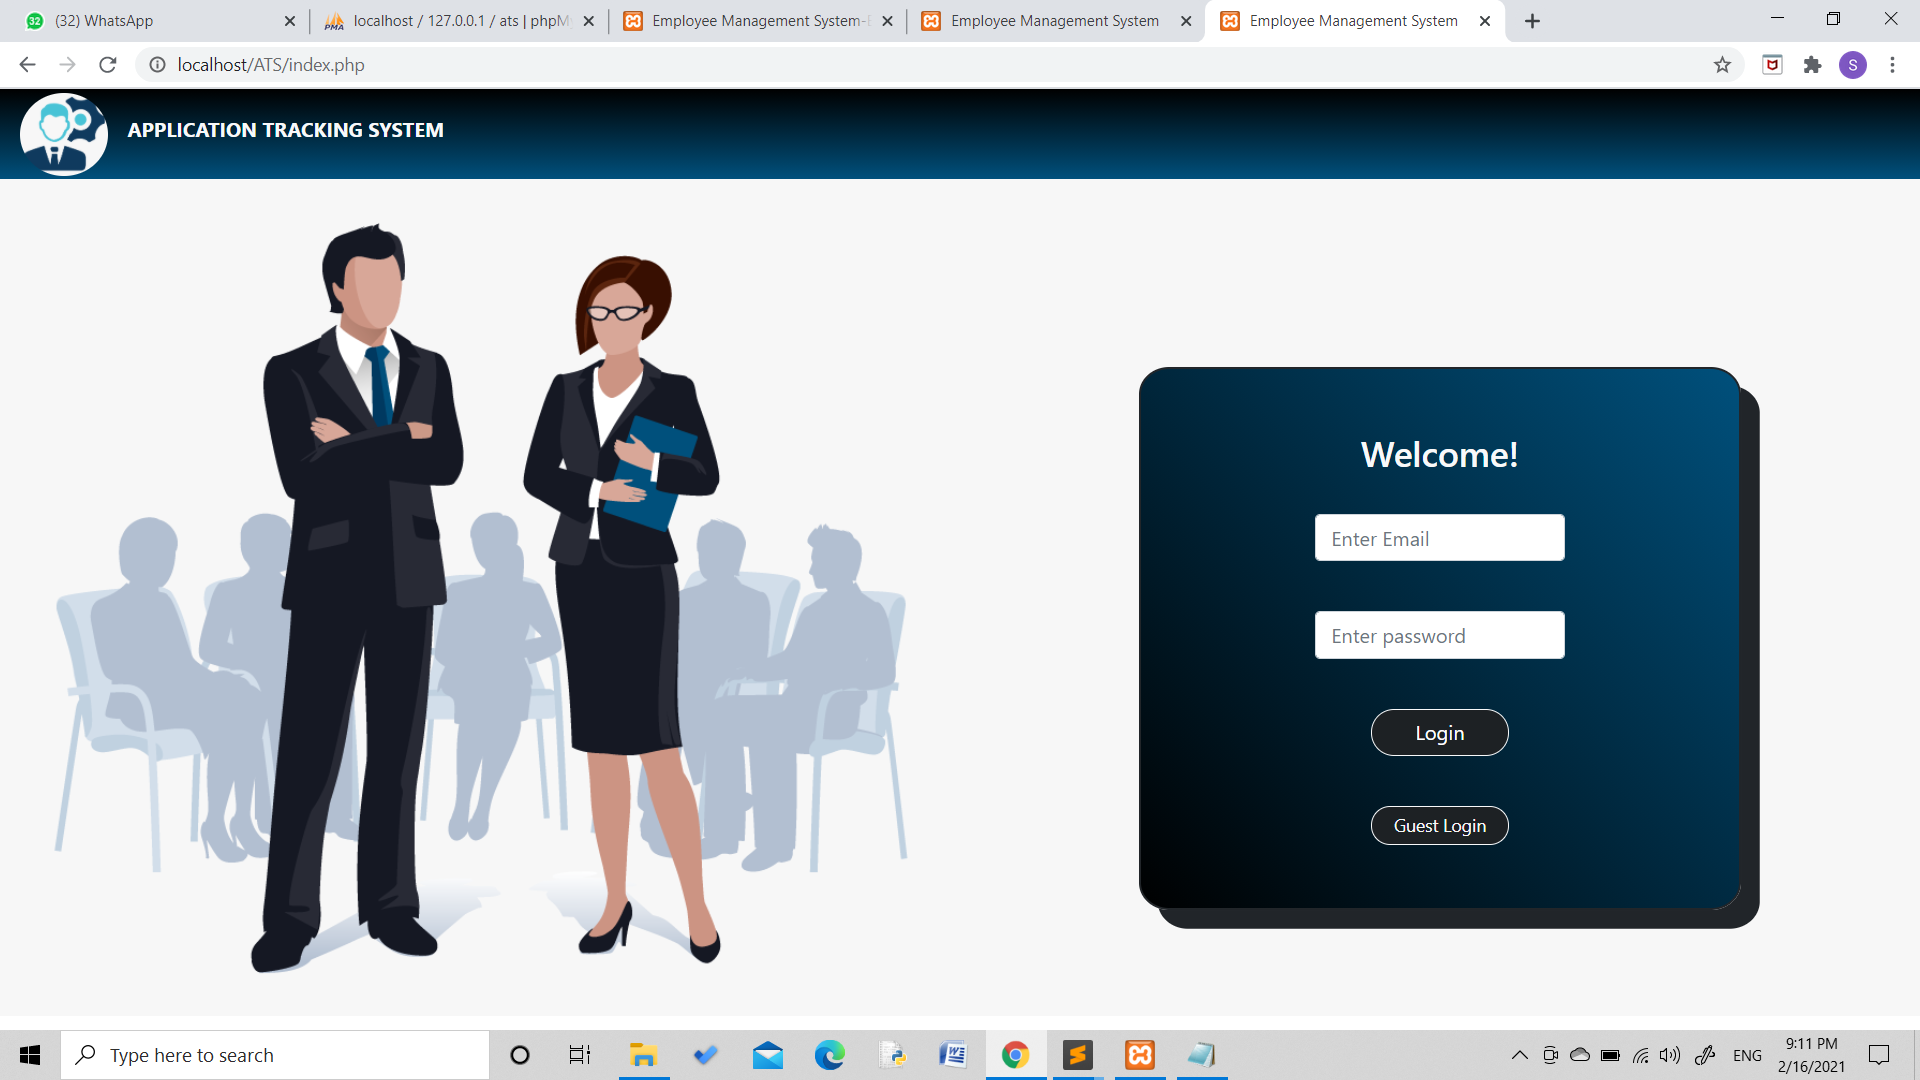 32 (32) WhatsApp
PMA localhost / 127.0.0.1 / ats | phpM
Employee Management System-E
Employee Management System
Employee Management System
localhost/ATS/index.php
S
APPLICATION TRACKING SYSTEM
Welcome!
Enter Email
Enter password
Login
Guest Login
Type here to search
ENG
9:11 PM
2/16/2021